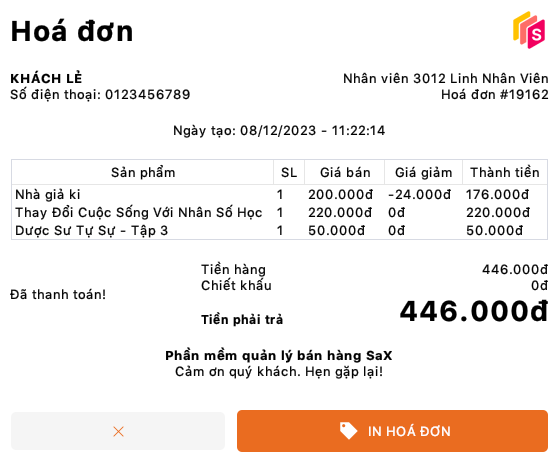 Hoá đơn
S
KHÁCH LẺ
Số điện thoại: 0123456789
Nhân viên 3012 Linh Nhân Viên
Hoá đơn #19162
Ngày tạo: 08/12/2023 - 11:22:14
Sản phẩm SL Giá bán Giá giảm Thành tiền
Nhà giả ki 1 200.000đ -24.000đ 176.000đ
Thay Đổi Cuộc Sống Với Nhân Số Học 1 220.000đ 0đ 220.000đ
Dược Sư Tự Sự - Tập 3 1 50.000đ 0đ 50.000đ
Đã thanh toán!
Tiền hàng 446.000đ
Chiết khấu 0đ
Tiền phải trả 446.000đ
Phần mềm quản lý bán hàng SaX
Cảm ơn quý khách. Hẹn gặp lại!
IN HOÁ ĐƠN